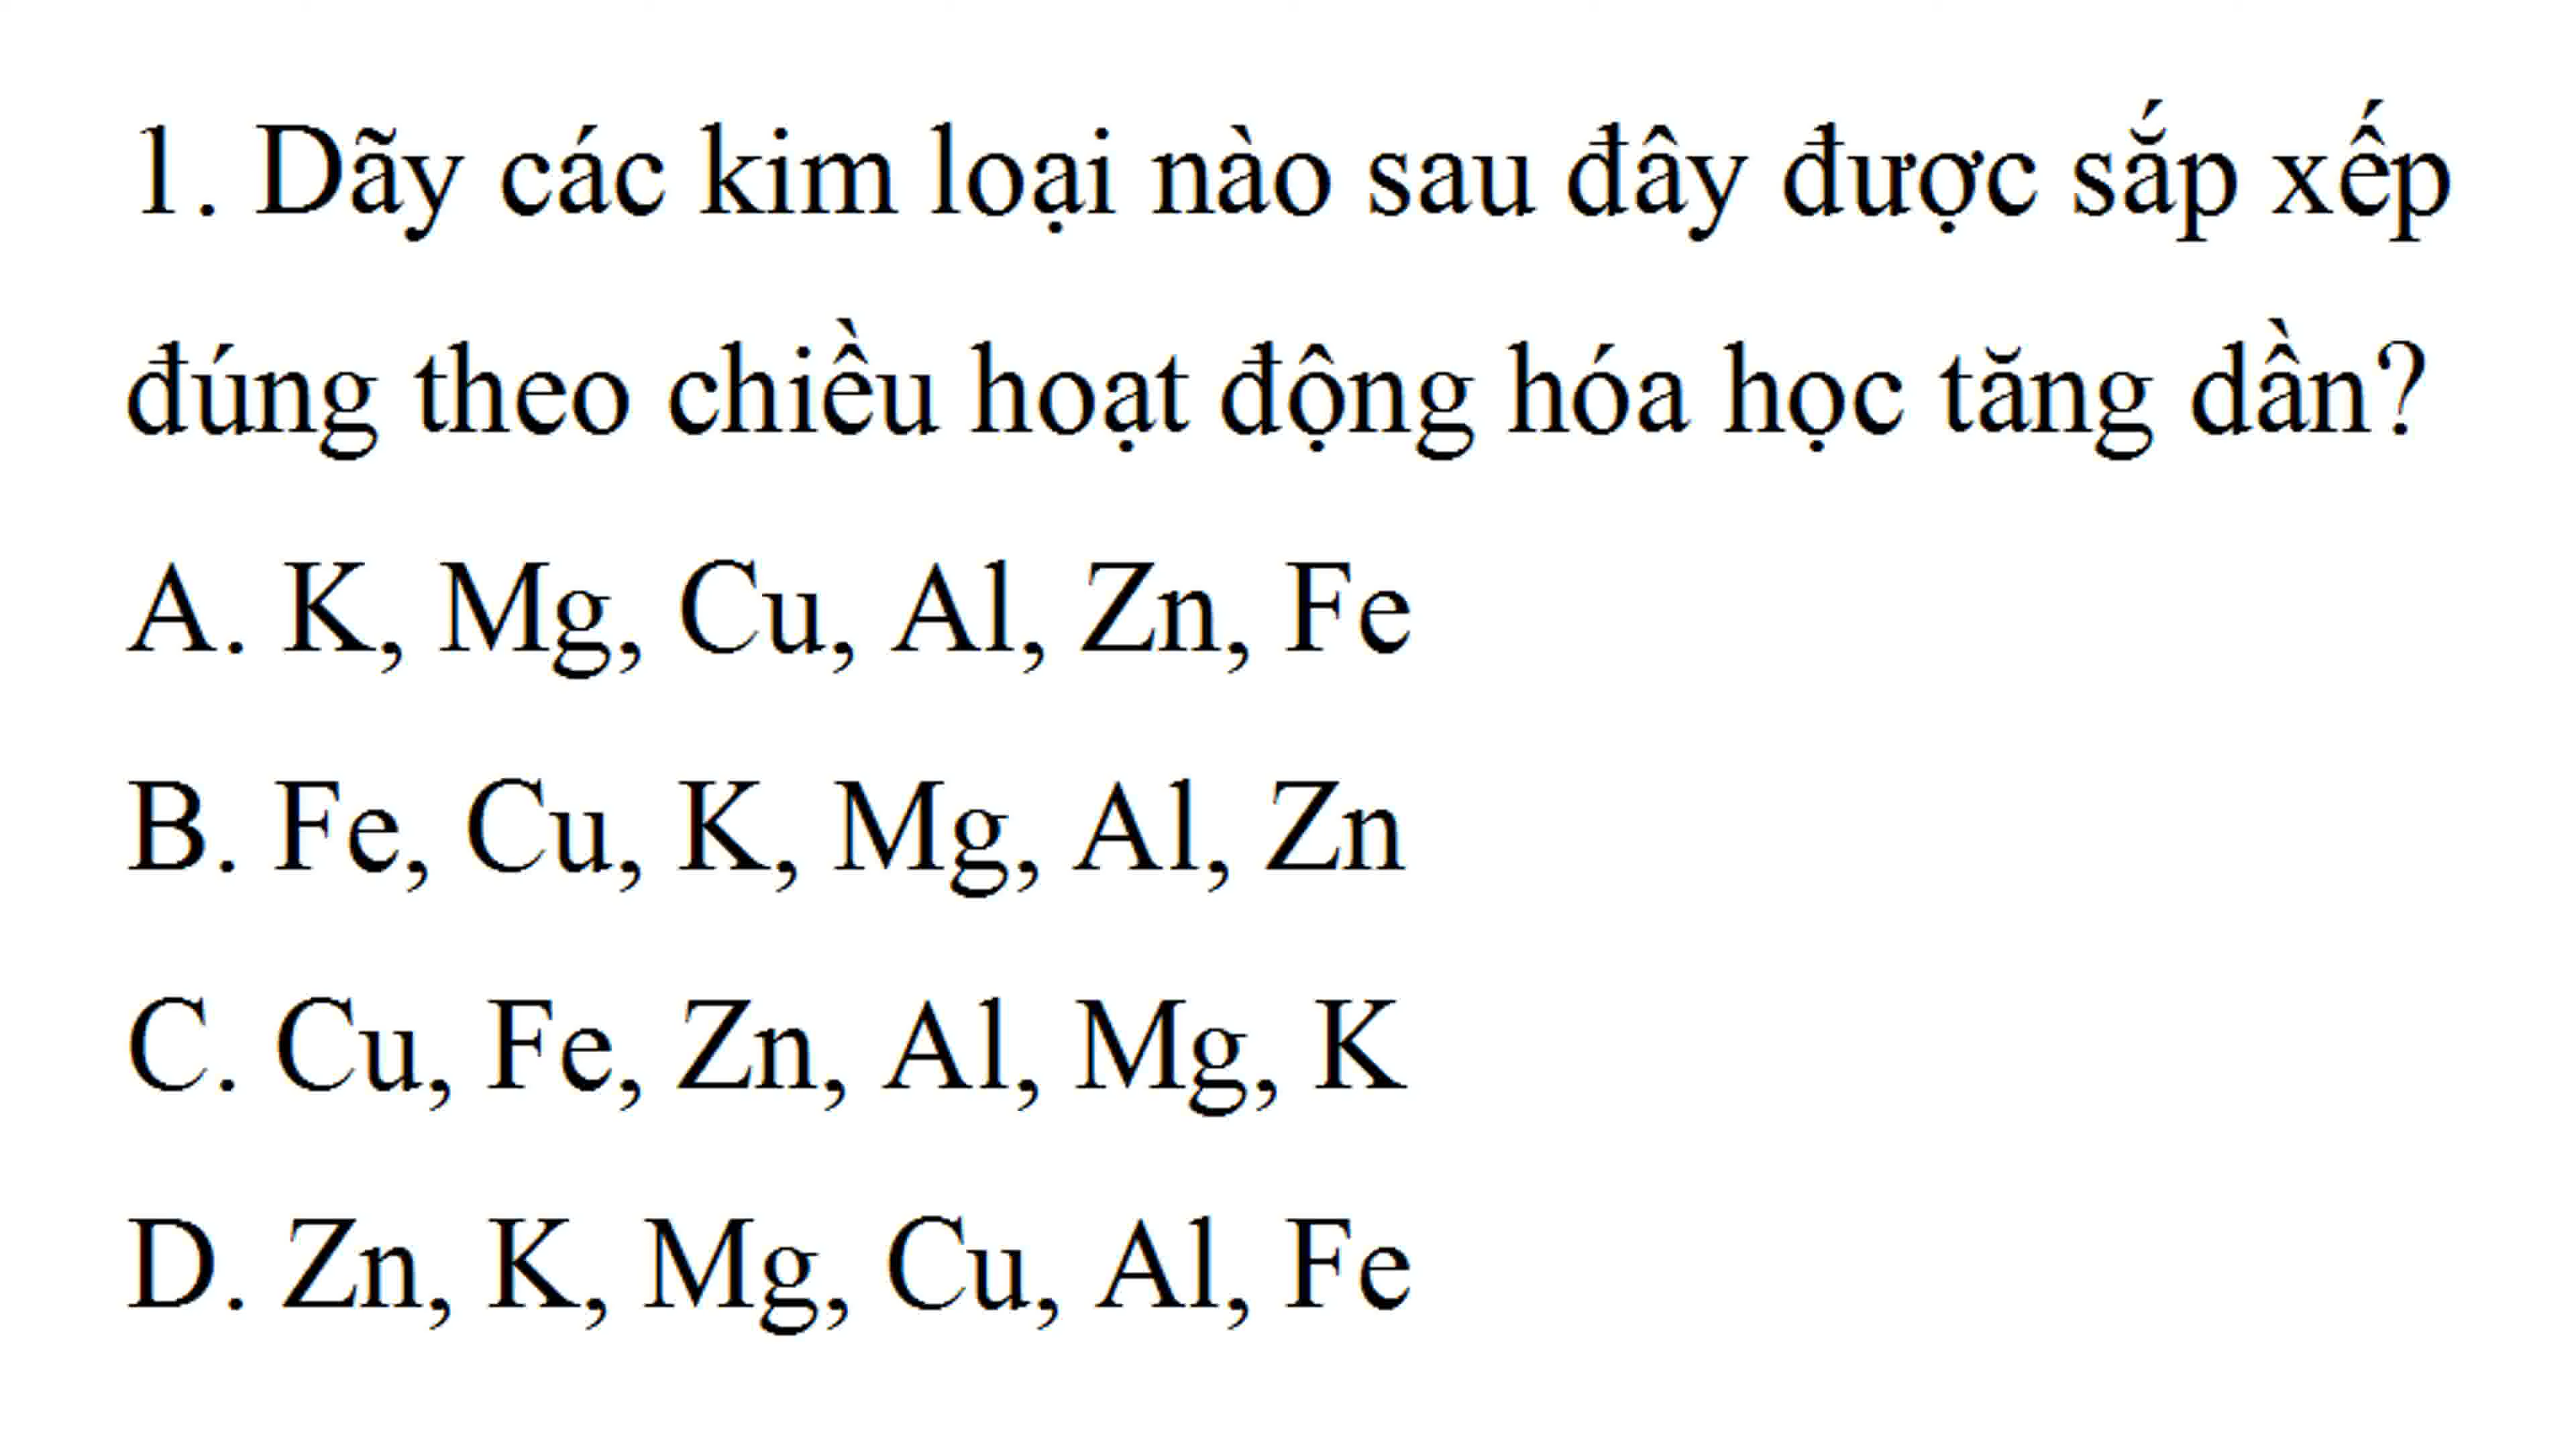 1. Dãy các kim loại nào sau đây được sắp xếp
đúng theo chiều hoạt động hóa học tăng dần?
A. K, Mg, Cu, Al, Zn, Fe
B. Fe, Cu, K, Mg, Al, Zn
C. Cu, Fe, Zn, Al, Mg, K
D. Zn, K, Mg, Cu, Al, Fe